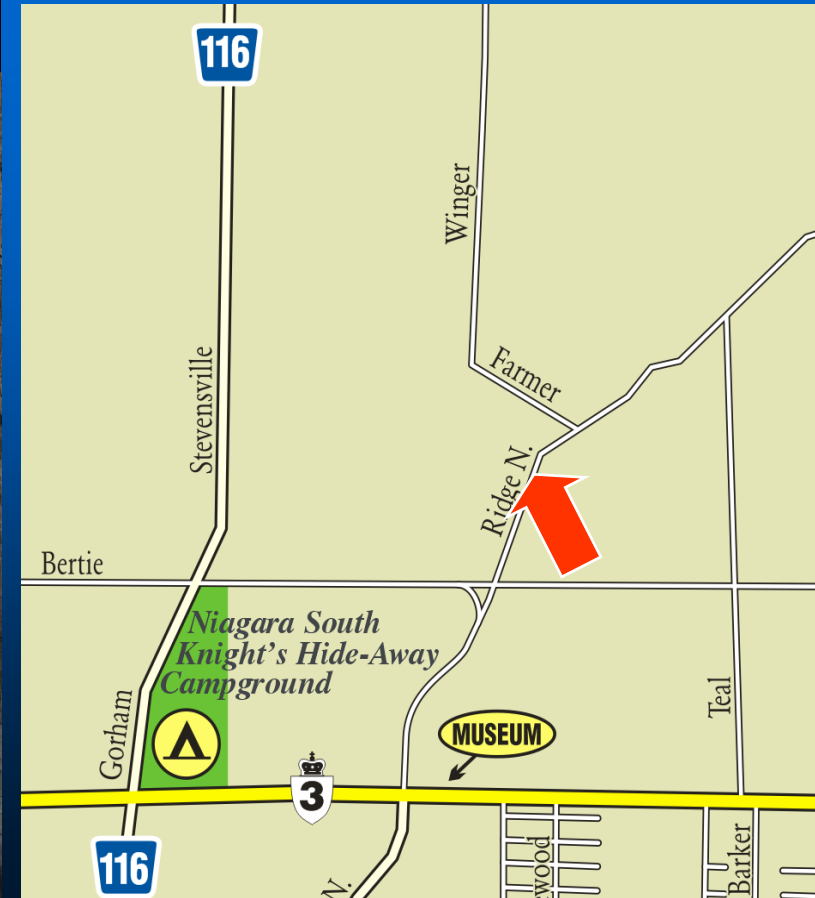 116
Winger
Farmer
Stevensville
Ridge N.
Bertie
Niagara South
Knight's Hide-Away
Campground
Teal
Gorham
MUSEUM
3
116
Barker
N.